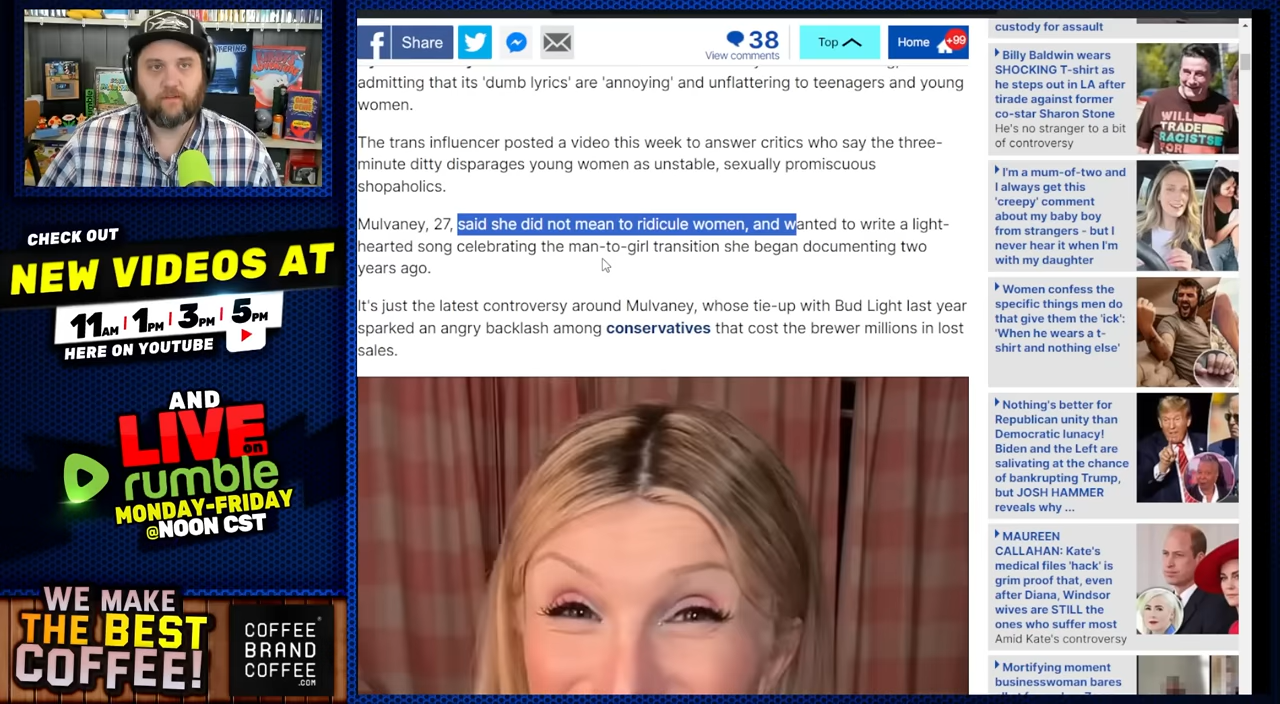 CHECK OUT
NEW VIDEOS AT
11AM | 1PM | 3PM | 5PM
HERE ON YOUTUBE
AND
LIVE on
rumble
MONDAY-FRIDAY
@NOON CST
WE MAKE
THE BEST
COFFEE!
COFFEE
BRAND
COFFEE
.COM
f Share
38
View comments
Top
Home +99
admitting that its 'dumb lyrics' are 'annoying' and unflattering to teenagers and young
women.
The trans influencer posted a video this week to answer critics who say the three-
minute ditty disparages young women as unstable, sexually promiscuous
shopaholics.
Mulvaney, 27, said she did not mean to ridicule women, and wanted to write a light-
hearted song celebrating the man-to-girl transition she began documenting two
years ago.
It's just the latest controversy around Mulvaney, whose tie-up with Bud Light last year
sparked an angry backlash among conservatives that cost the brewer millions in lost
sales.
custody for assault
Billy Baldwin wears
SHOCKING T-shirt as
he steps out in LA after
tirade against former
co-star Sharon Stone
He's no stranger to a bit
of controversy
WILL
TRADE
RACISTS
FOR
I'm a mum-of-two and
I always get this
'creepy' comment
about my baby boy
from strangers - but I
never hear it when I'm
with my daughter
Women confess the
specific things men do
that give them the 'ick':
'When he wears a t-
shirt and nothing else'
Nothing's better for
Republican unity than
Democratic lunacy!
Biden and the Left are
salivating at the chance
of bankrupting Trump,
but JOSH HAMMER
reveals why ...
MAUREEN
CALLAHAN: Kate's
medical files 'hack' is
grim proof that, even
after Diana, Windsor
wives are STILL the
ones who suffer most
Amid Kate's controversy
Mortifying moment
businesswoman bares